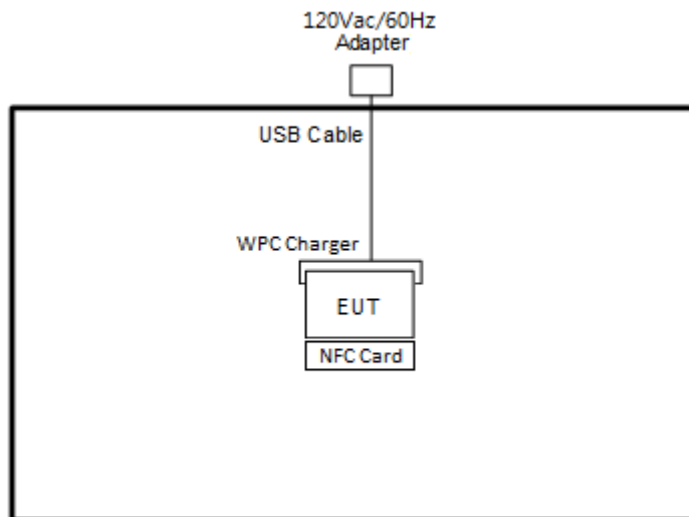 120Vac/60Hz
Adapter
USB Cable
WPC Charger
EUT
NFC Card